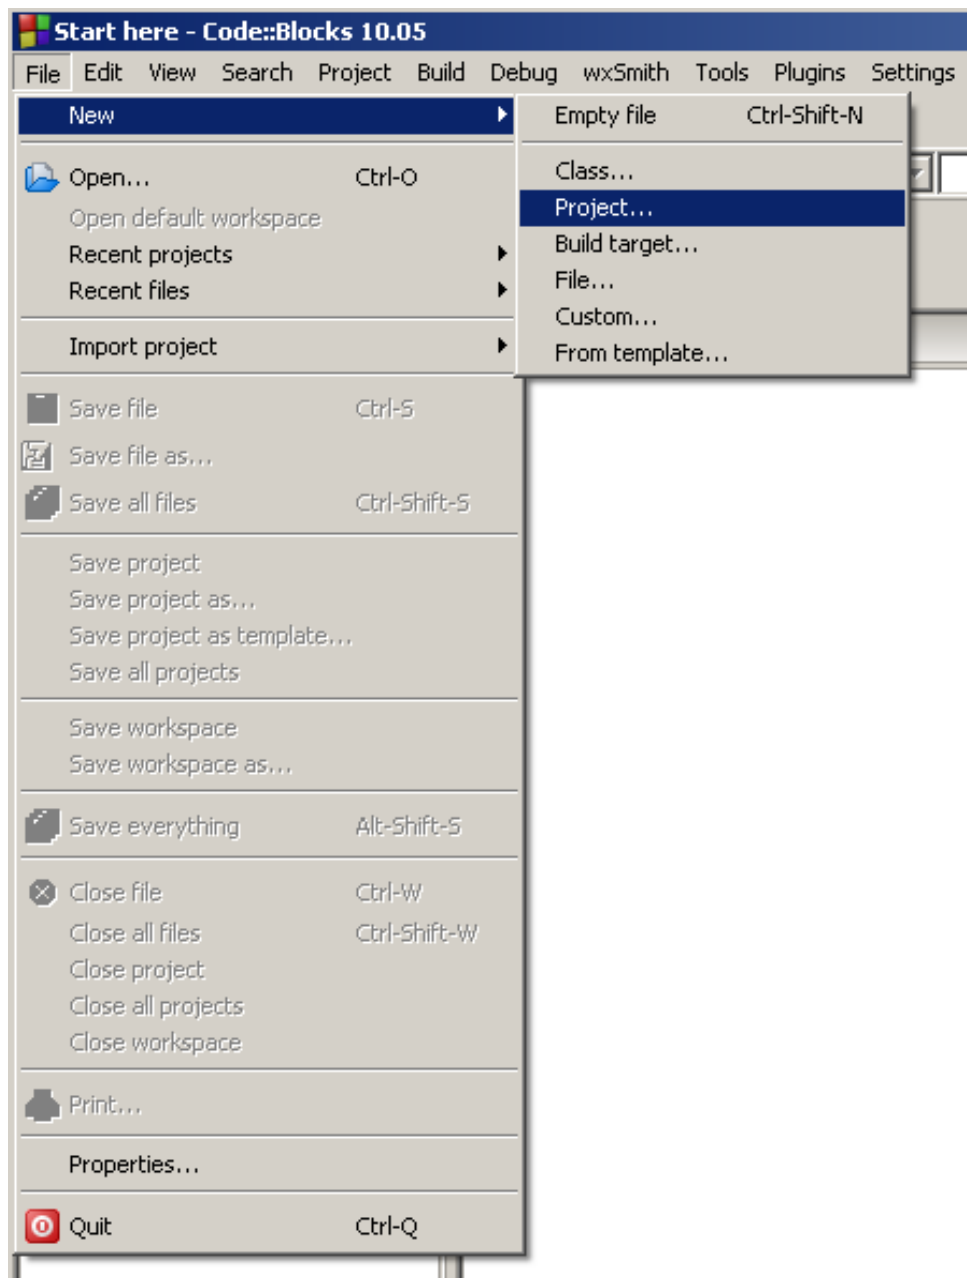 Start here - Code::Blocks 10.05
File Edit View Search Project Build Debug wxSmith Tools Plugins Settings
New
Open... Ctrl-O
Open default workspace
Recent projects
Recent files
Import project
Save file Ctrl-S
Save file as...
Save all files Ctrl-Shift-S
Save project
Save project as...
Save project as template...
Save all projects
Save workspace
Save workspace as...
Save everything Alt-Shift-S
Close file Ctrl-W
Close all files Ctrl-Shift-W
Close project
Close all projects
Close workspace
Print...
Properties...
Quit Ctrl-Q
Empty file Ctrl-Shift-N
Class...
Project...
Build target...
File...
Custom...
From template...